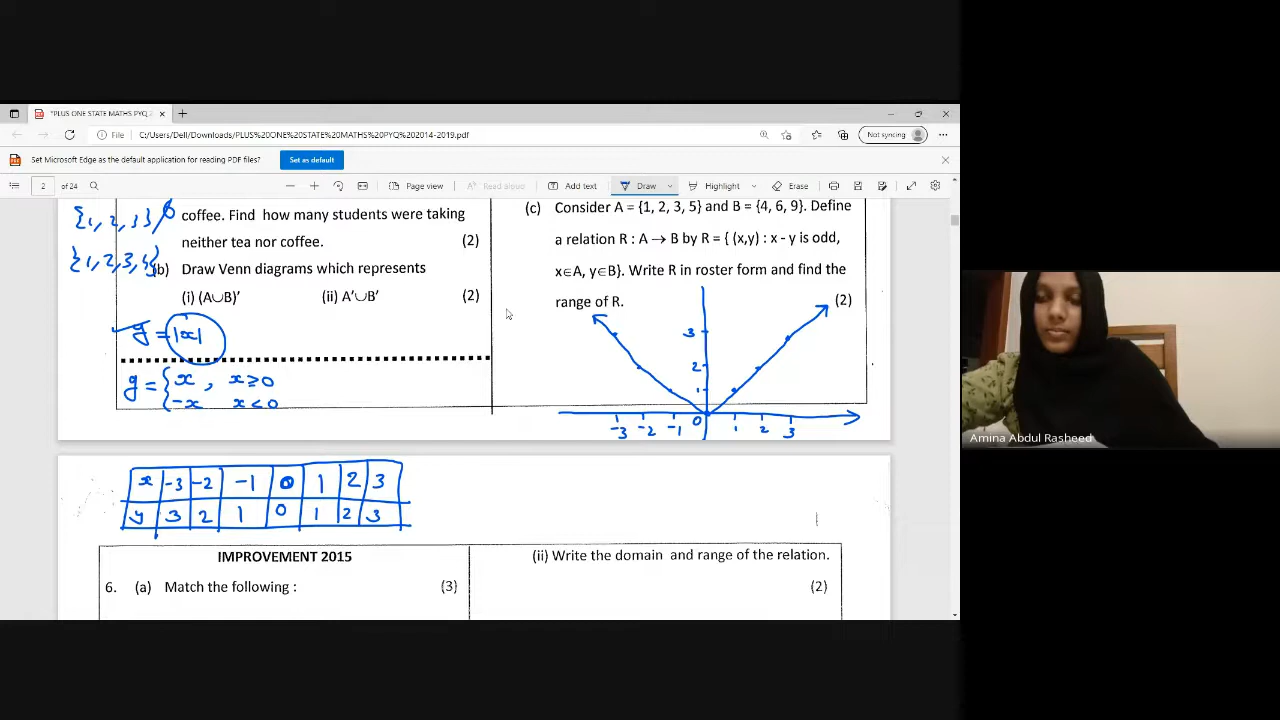 *PLUS ONE STATE MATHS PYQ 2
File
C:/Users/Dell/Downloads/PLUS%20ONE%20STATE%20MATHS%20PYQ%202014-2019.pdf
Not syncing
Set Microsoft Edge as the default application for reading PDF files?
Set as default
2 of 24
Page view
Read aloud
Add text
Draw
Highlight
Erase
{1, 2, 3}
coffee. Find how many students were taking
neither tea nor coffee. (2)
{1, 2, 3, 4}
(b) Draw Venn diagrams which represents
(i) (A∪B)′ (ii) A′∪B′ (2)
y = |x|
y = { x , x ≥ 0
-x x < 0
(c) Consider A = {1, 2, 3, 5} and B = {4, 6, 9}. Define
a relation R : A → B by R = { (x,y) : x - y is odd,
x∈A, y∈B}. Write R in roster form and find the
range of R. (2)
3
2
1
-3 -2 -1 0 1 2 3
x -3 -2 -1 0 1 2 3
y 3 2 1 0 1 2 3
IMPROVEMENT 2015
6. (a) Match the following : (3)
(ii) Write the domain and range of the relation.
(2)
Amina Abdul Rasheed